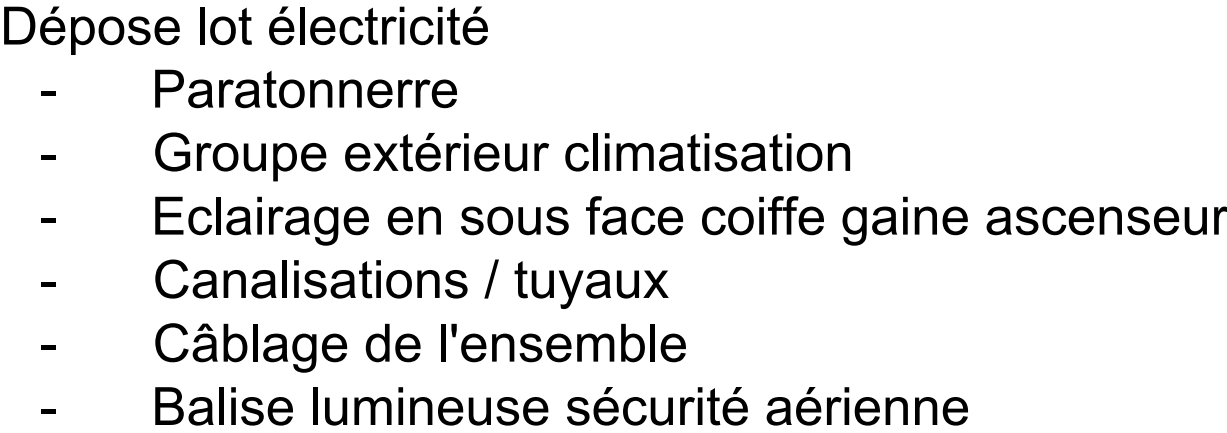 Dépose lot électricité
- Paratonnerre
- Groupe extérieur climatisation
- Eclairage en sous face coiffe gaine ascenseur
- Canalisations / tuyaux
- Câblage de l'ensemble
- Balise lumineuse sécurité aérienne